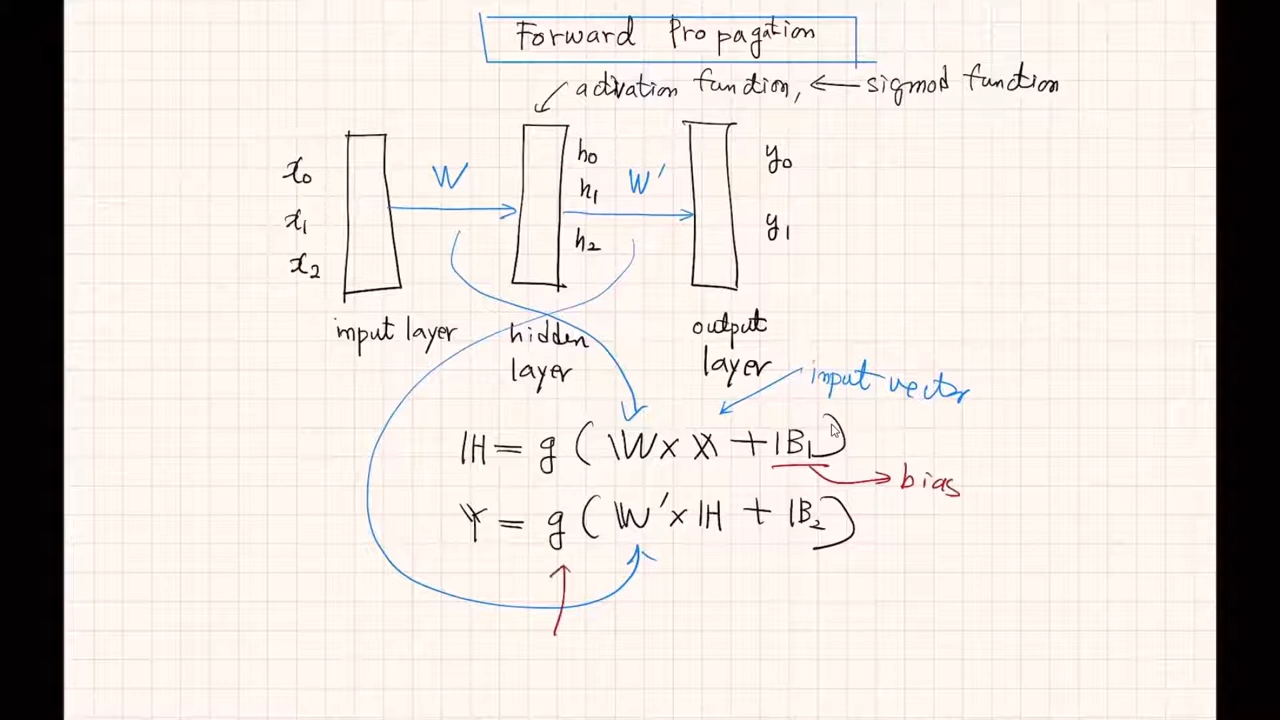 Forward Propagation
activation function, ← sigmod function
x₀
x₁
x₂
W
h₀
h₁
h₂
W′
y₀
y₁
input layer
hidden
layer
output
layer
input vector
H = g ( W x X + B₁ )
bias
Y = g ( W′ x H + B₂ )